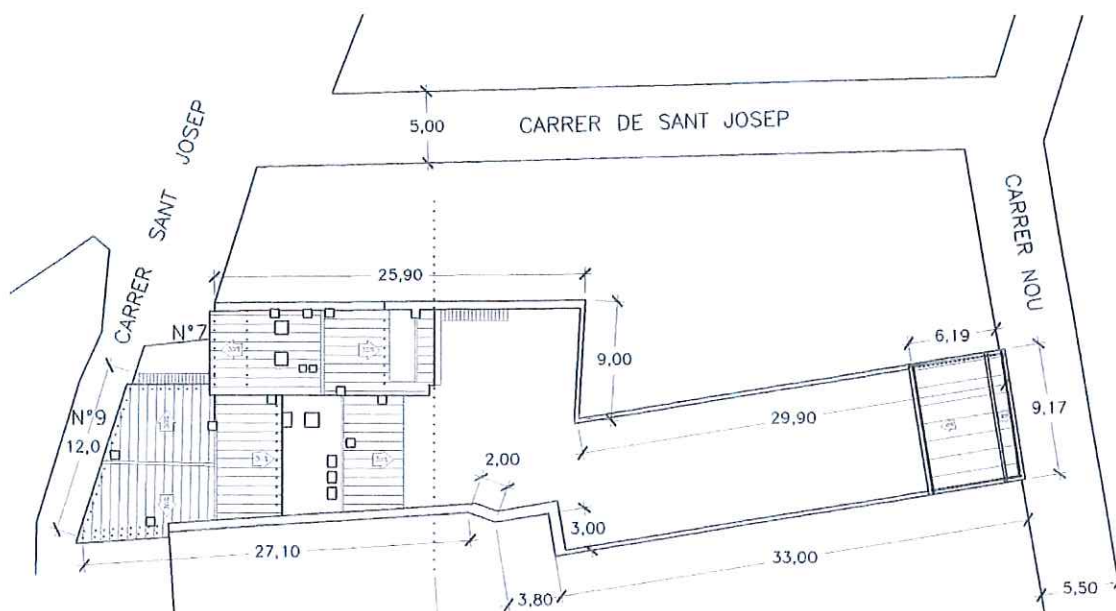 5,00
CARRER DE SANT JOSEP
CARRER SANT JOSEP
CARRER NOU
25,90
N°7
9,00
6,19
29,90
9,17
N°9
12,0
2,00
3,00
27,10
33,00
3,80
5,50